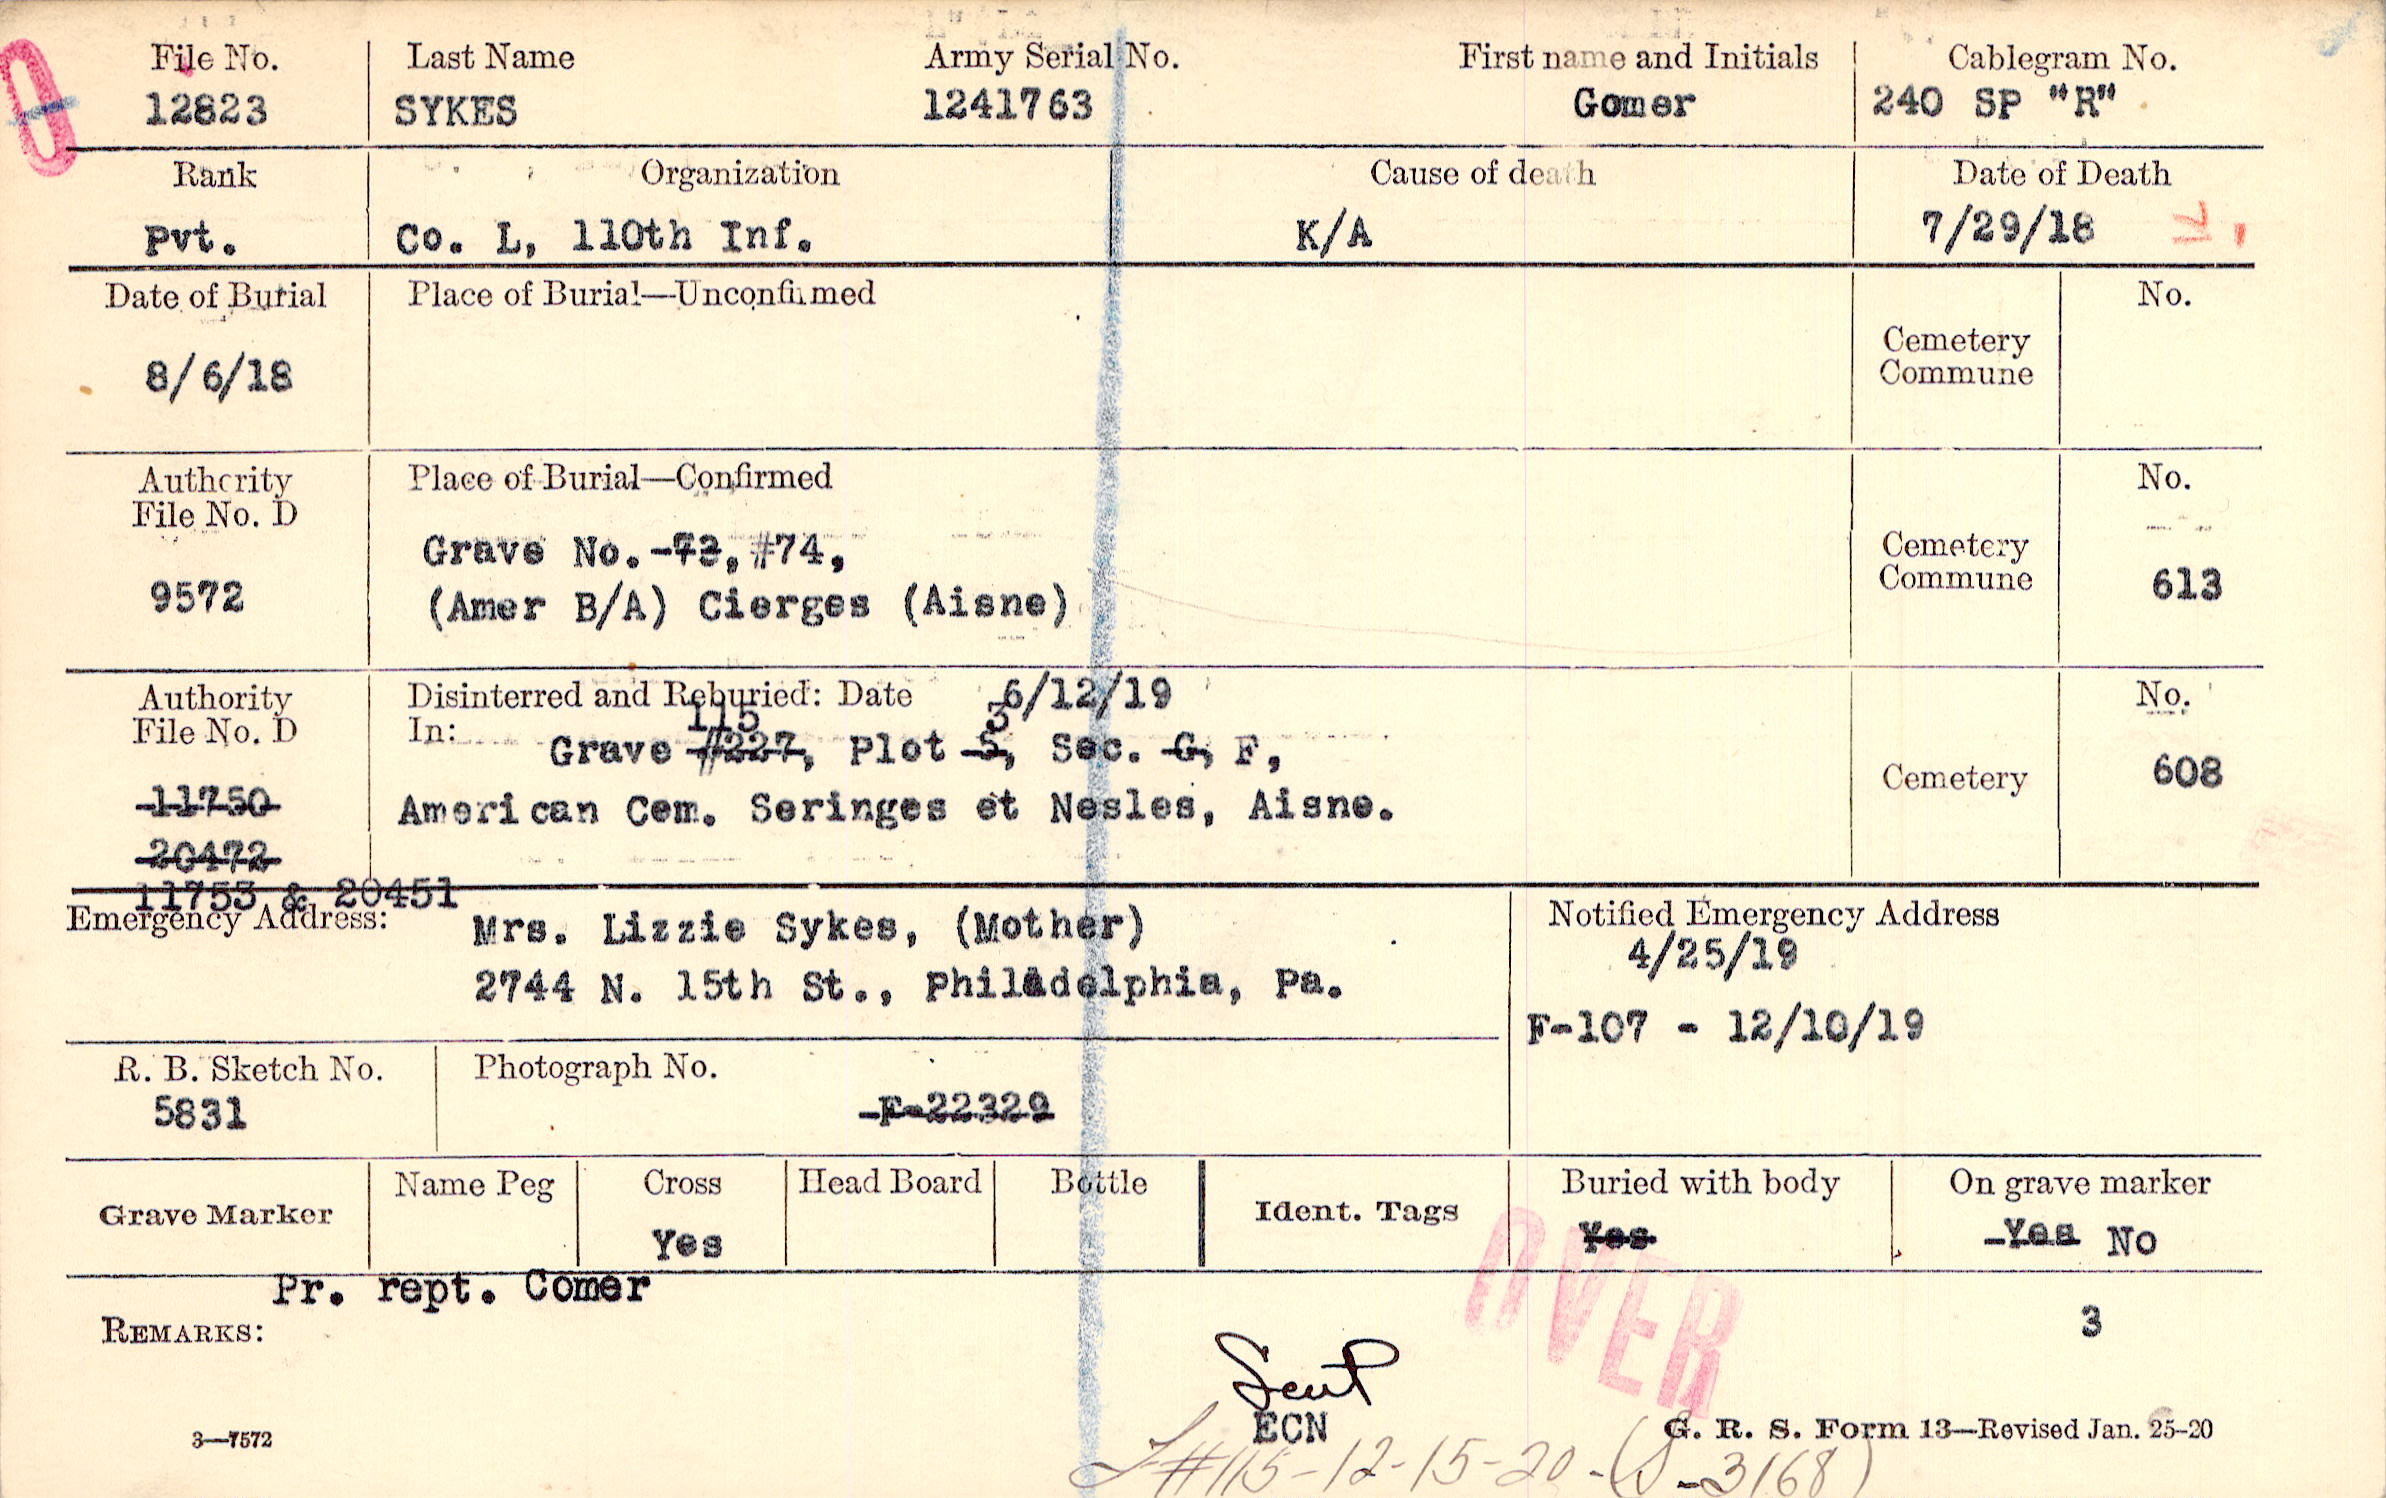 File No. Last Name Army Serial No. First name and Initials Cablegram No.
12823 SYKES 1241763 Gomer 240 SP "R"
Rank Organization Cause of death Date of Death
Pvt. Co. L, 110th Inf. K/A 7/29/18
Date of Burial Place of Burial—Unconfirmed No.
Cemetery
Commune
8/6/18
Authority Place of Burial—Confirmed No.
File No. D
Grave No. -73, #74, Cemetery
Commune 613
9572 (Amer B/A) Cierges (Aisne)
Authority Disinterred and Reburied: Date 6/12/19 No.
File No. D In: 115 3
Grave #227, Plot 5, Sec. G, F,
Cemetery 608
11750 American Cem. Seringes et Nesles, Aisne.
20472
11753 & 20451
Emergency Address: Mrs. Lizzie Sykes, (Mother) Notified Emergency Address
4/25/19
2744 N. 15th St., Philadelphia, Pa.
F-107 - 12/10/19
R. B. Sketch No. Photograph No.
5831 F-22329
Grave Marker Name Peg Cross Head Board Bottle Ident. Tags Buried with body On grave marker
Yes Yes Yes No
OVER
Pr. rept. Comer
REMARKS: 3
Sent
ECN
3—7572 G. R. S. Form 13—Revised Jan. 25-20
#115-12-15-20-(S-3168)